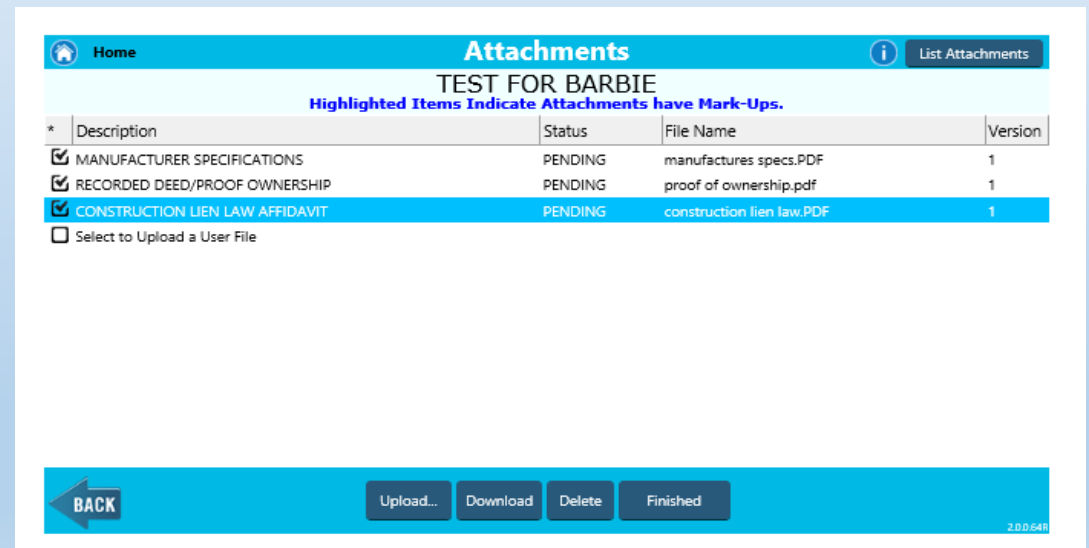 Home Attachments i List Attachments
TEST FOR BARBIE
Highlighted Items Indicate Attachments have Mark-Ups.
* Description Status File Name Version
MANUFACTURER SPECIFICATIONS PENDING manufactures specs.PDF 1
RECORDED DEED/PROOF OWNERSHIP PENDING proof of ownership.pdf 1
CONSTRUCTION LIEN LAW AFFIDAVIT PENDING construction lien law.PDF 1
Select to Upload a User File
BACK Upload... Download Delete Finished
2.0.0.64R